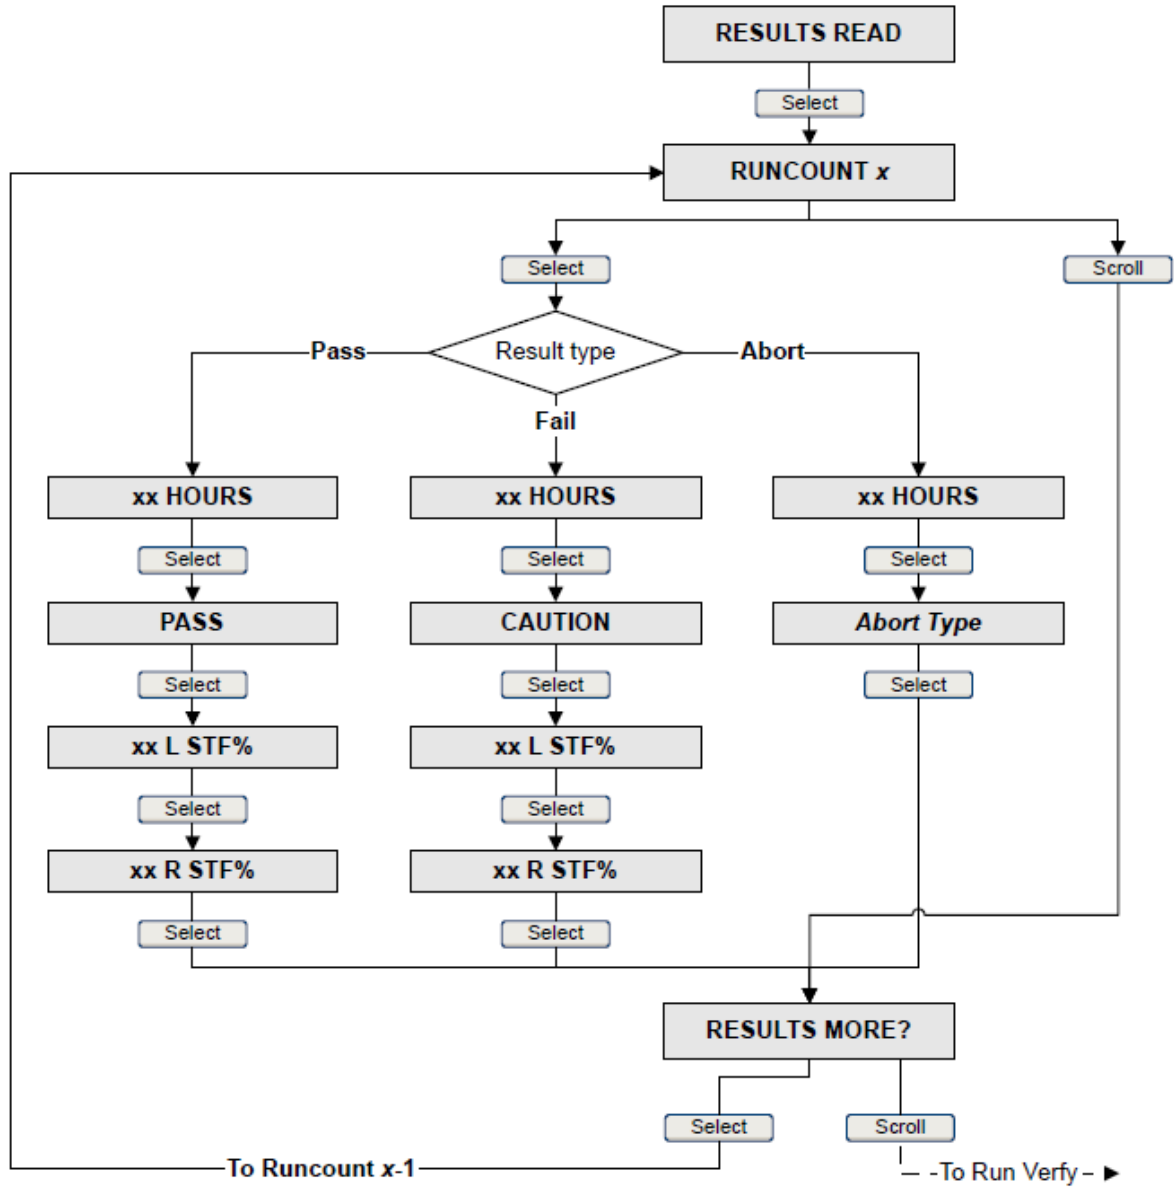 RESULTS READ
Select
RUNCOUNT x
Select
Scroll
Pass
Result type
Abort
Fail
xx HOURS
xx HOURS
xx HOURS
Select
Select
Select
PASS
CAUTION
Abort Type
Select
Select
Select
xx L STF%
xx L STF%
Select
Select
xx R STF%
xx R STF%
Select
Select
RESULTS MORE?
Select
Scroll
To Runcount x-1
To Run Verfy